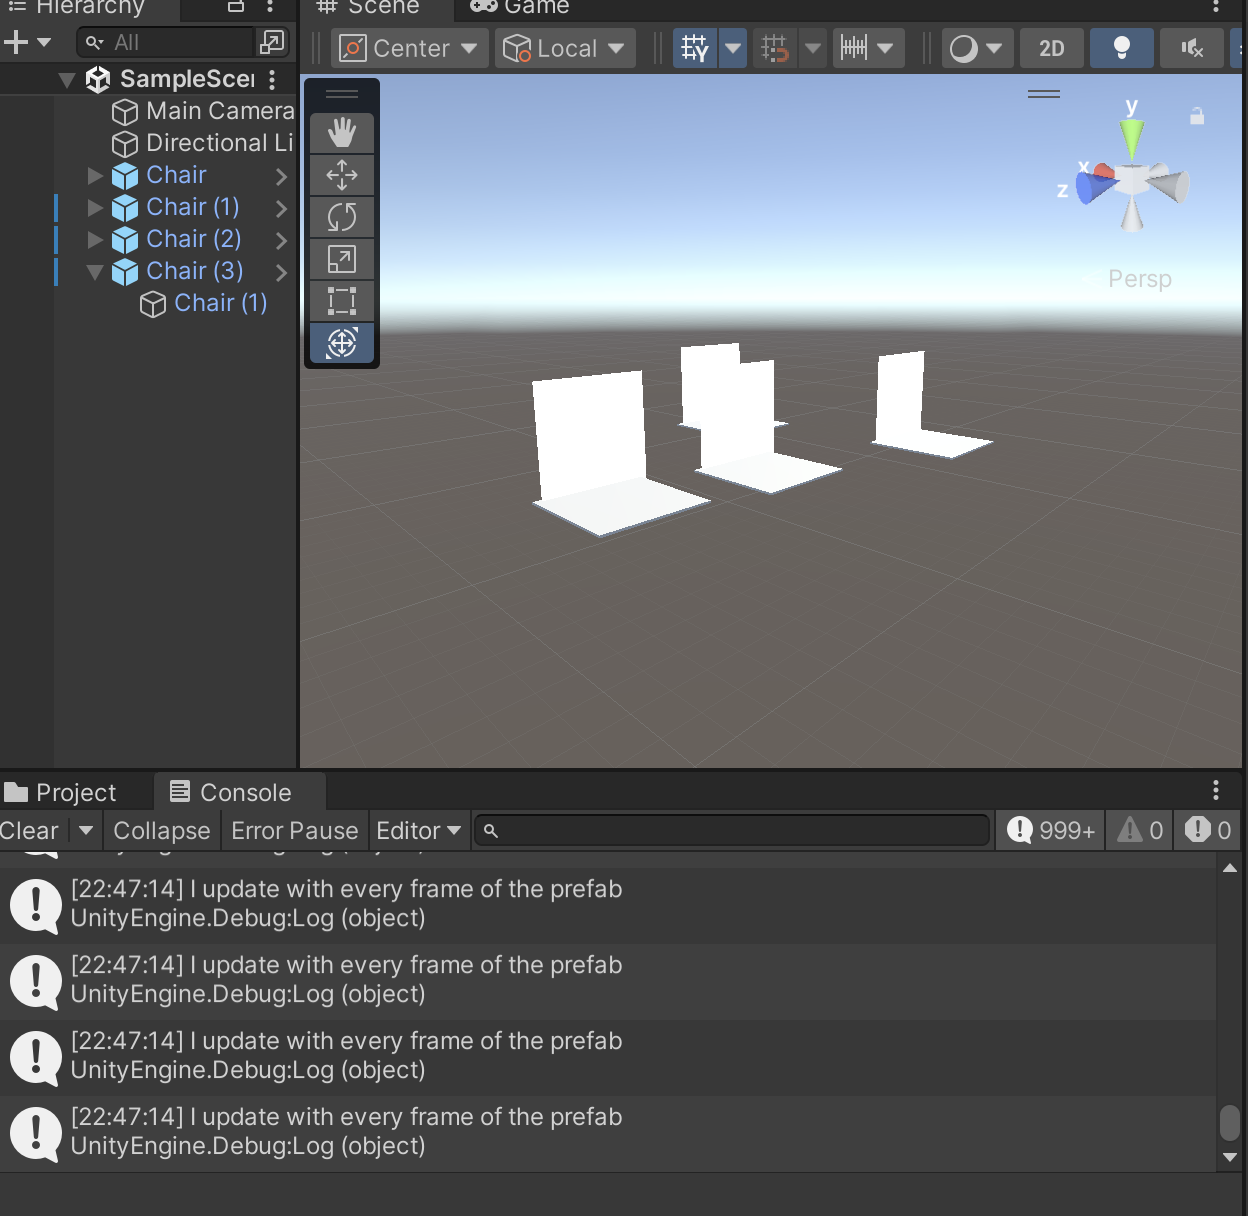 Hierarchy
Scene
Game
All
Center
Local
2D
SampleScen
Main Camera
Directional Li
Chair
Chair (1)
Chair (2)
Chair (3)
Chair (1)
y
x
z
Persp
Project
Console
Clear
Collapse
Error Pause
Editor
999+
0
0
[22:47:14] I update with every frame of the prefab
UnityEngine.Debug:Log (object)
[22:47:14] I update with every frame of the prefab
UnityEngine.Debug:Log (object)
[22:47:14] I update with every frame of the prefab
UnityEngine.Debug:Log (object)
[22:47:14] I update with every frame of the prefab
UnityEngine.Debug:Log (object)